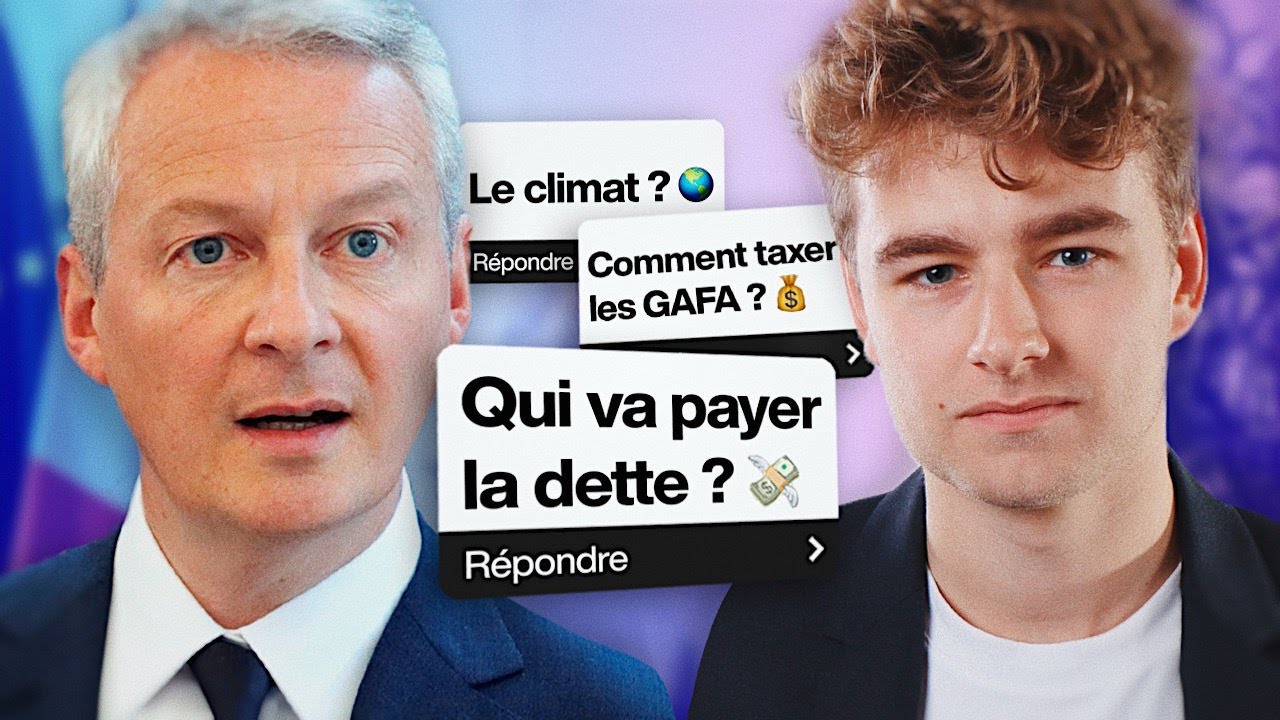 Le climat ? 🌎
Répondre
Comment taxer
les GAFA ? 💰
Qui va payer
la dette ? 💸
Répondre